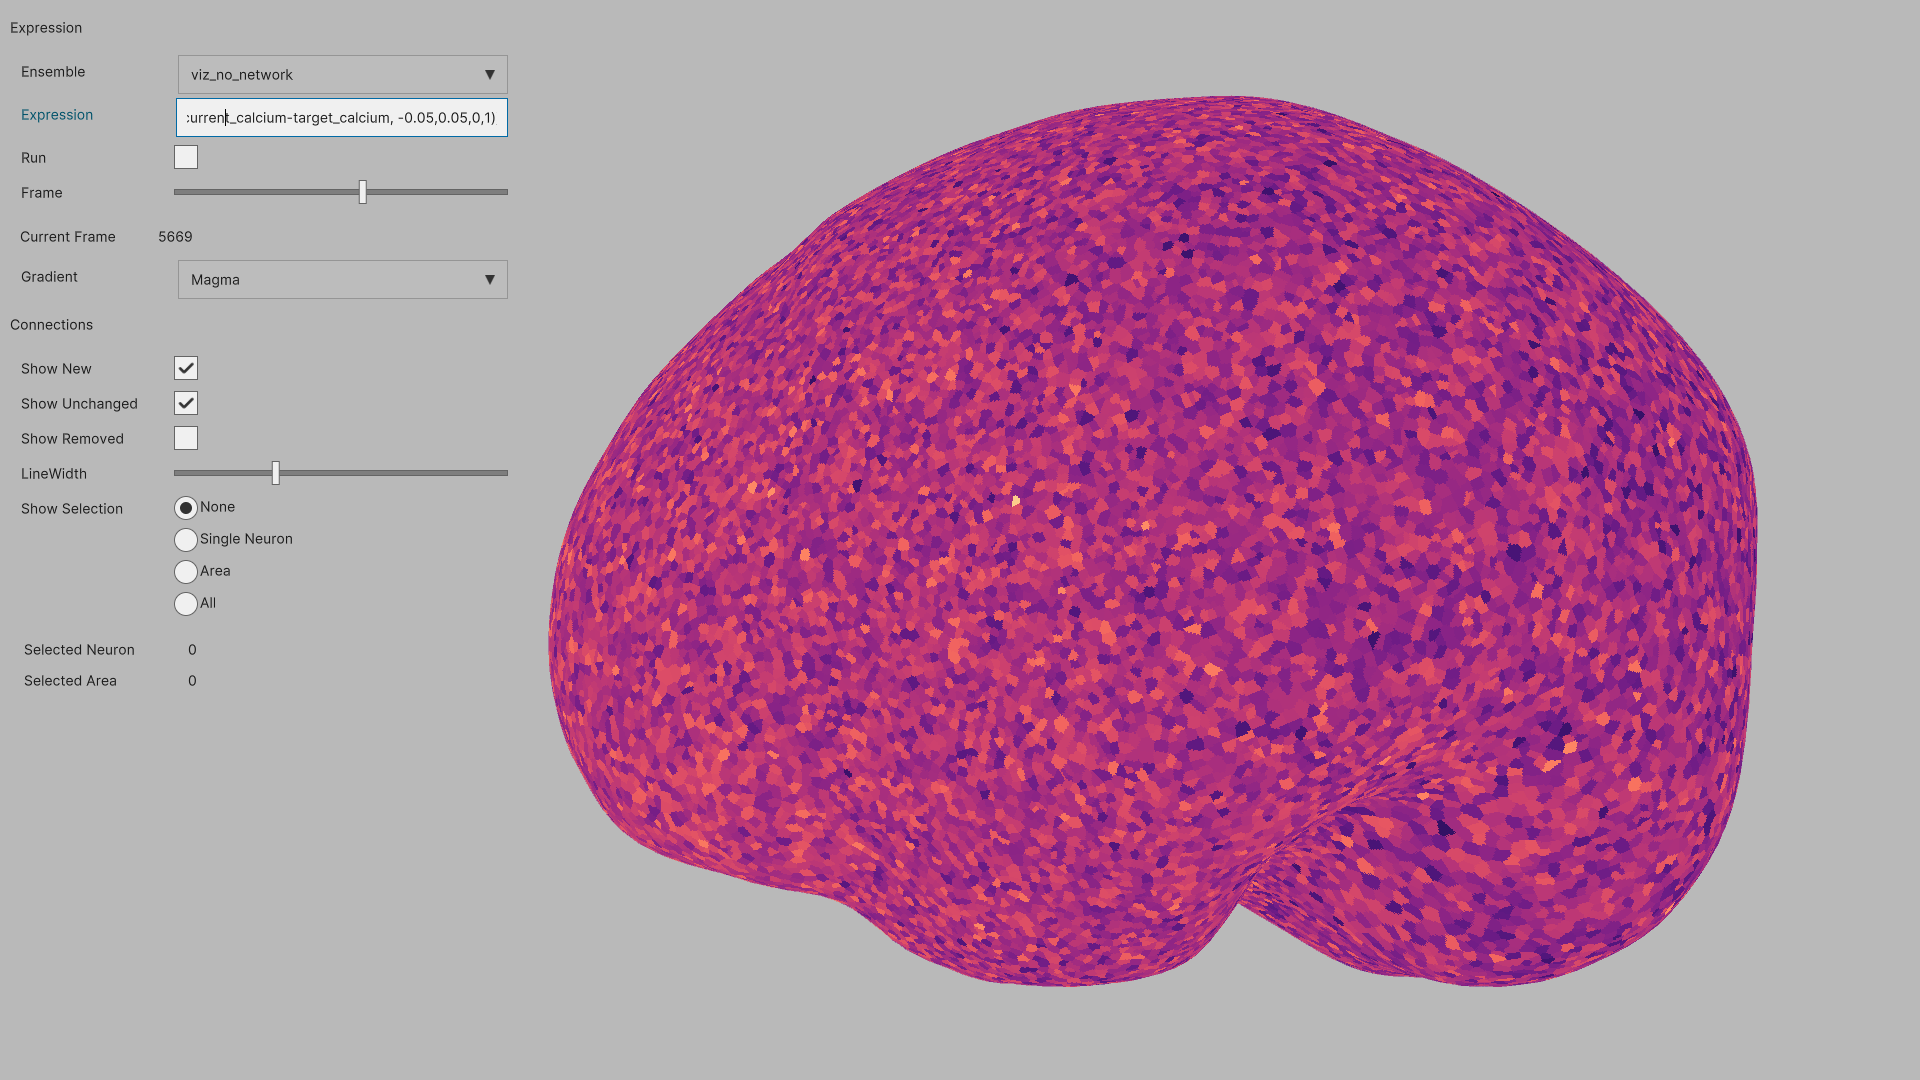 Expression
Ensemble viz_no_network
Expression current_calcium-target_calcium, -0.05,0.05,0,1)
Run
Frame
Current Frame 5669
Gradient Magma
Connections
Show New
Show Unchanged
Show Removed
LineWidth
Show Selection None
Single Neuron
Area
All
Selected Neuron 0
Selected Area 0